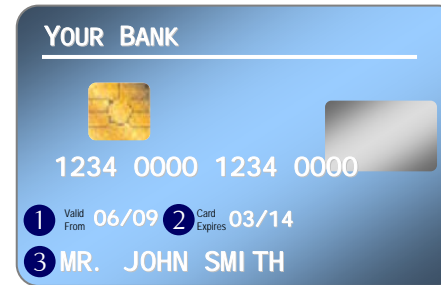 YOUR BANK
1234 0000 1234 0000
1 Valid From 06/09 2 Card Expires 03/14
3 MR. JOHN SMITH